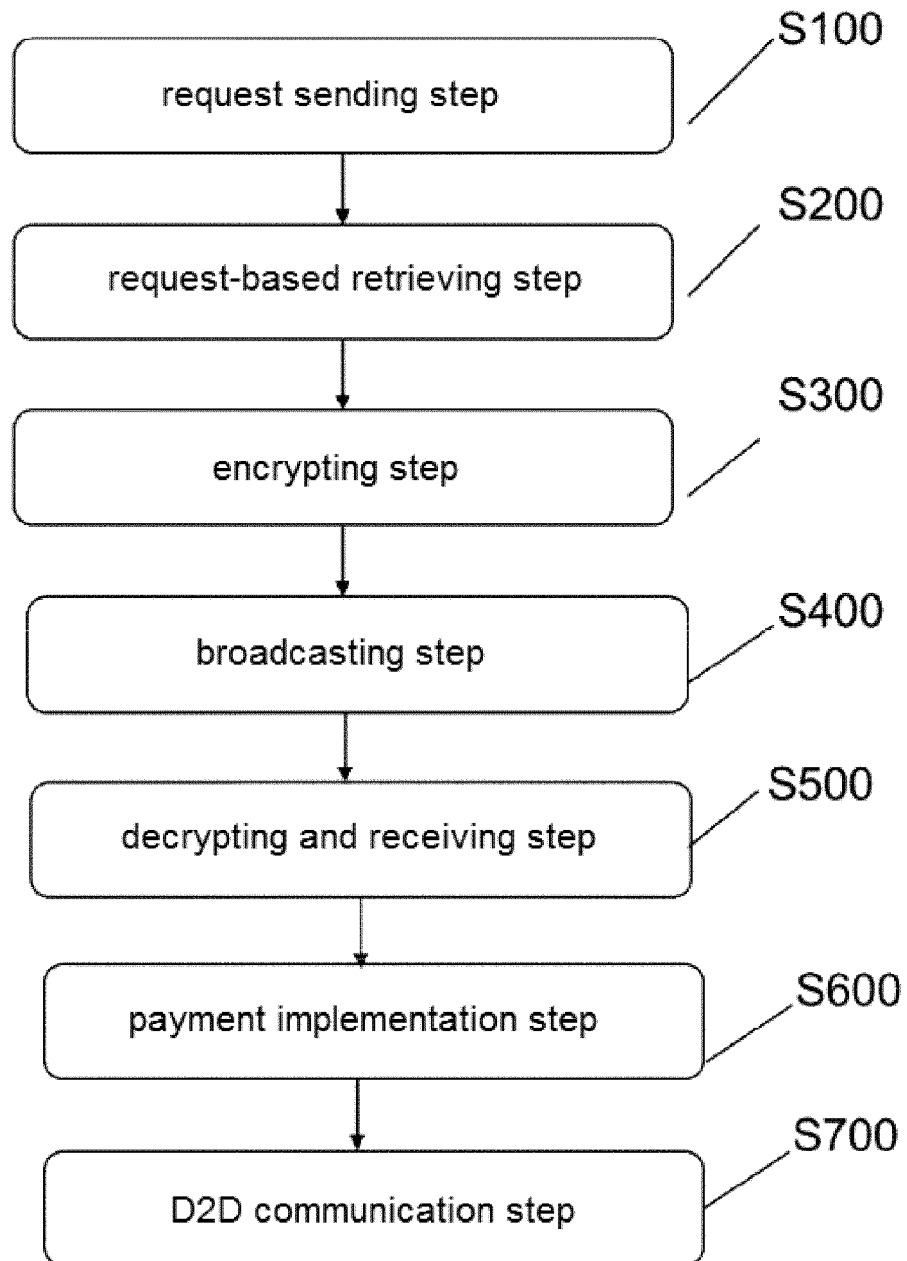 S100
request sending step
S200
request-based retrieving step
S300
encrypting step
S400
broadcasting step
S500
decrypting and receiving step
S600
payment implementation step
S700
D2D communication step